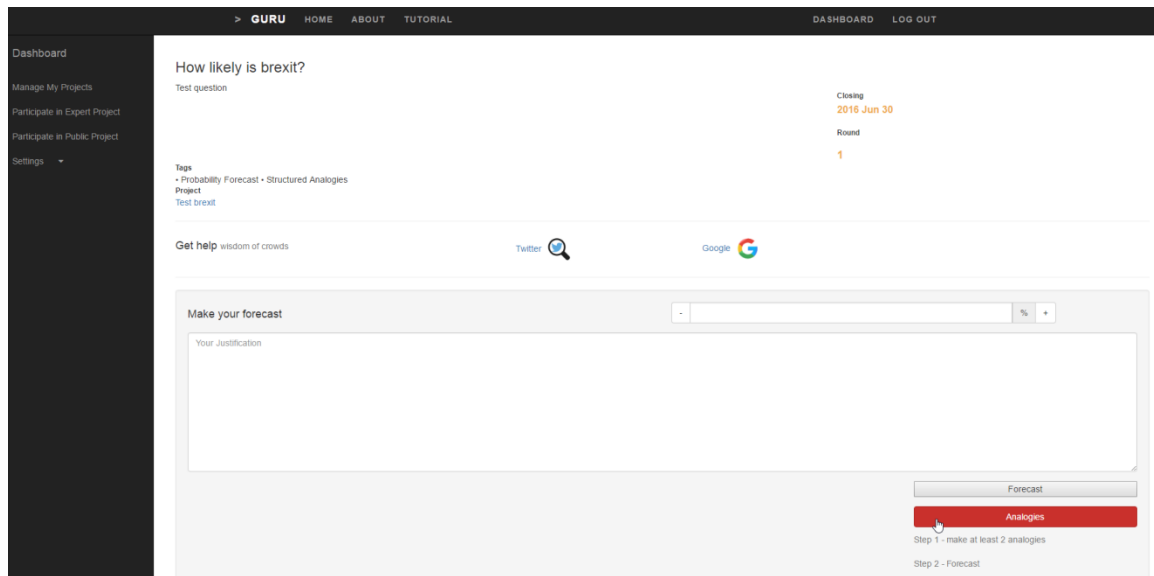 > GURU HOME ABOUT TUTORIAL DASHBOARD LOG OUT
Dashboard
Manage My Projects
Participate in Expert Project
Participate in Public Project
Settings
How likely is brexit?
Test question
Closing
2016 Jun 30
Round
1
Tags
• Probability Forecast • Structured Analogies
Project
Test brexit
Get help wisdom of crowds Twitter Google
Make your forecast - % +
Your Justification
Forecast
Analogies
Step 1 - make at least 2 analogies
Step 2 - Forecast